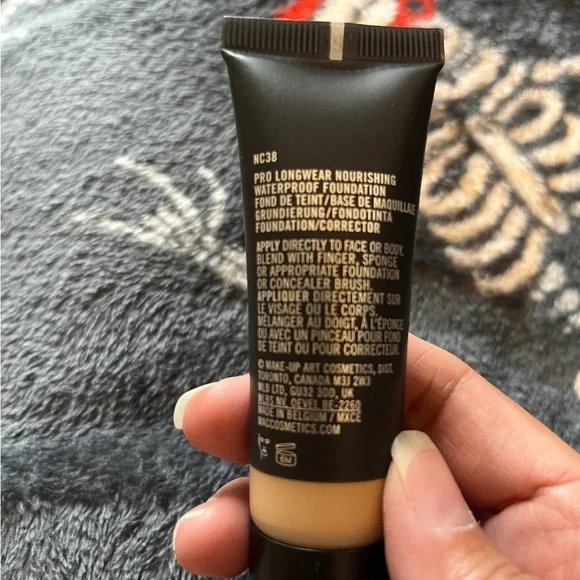 NC38
PRO LONGWEAR NOURISHING
WATERPROOF FOUNDATION
FOND DE TEINT/BASE DE MAQUILLAJE
GRUNDIERUNG/FONDOTINTA
FOUNDATION/CORRECTOR
APPLY DIRECTLY TO FACE OR BODY.
BLEND WITH FINGER, SPONGE
OR APPROPRIATE FOUNDATION
OR CONCEALER BRUSH.
APPLIQUER DIRECTEMENT SUR
LE VISAGE OU LE CORPS.
MÉLANGER AU DOIGT, À L'ÉPONGE
OU AVEC UN PINCEAU POUR FOND
DE TEINT OU POUR CORRECTEUR.
© MAKE-UP ART COSMETICS, DIST.
TORONTO, CANADA M3J 2W3
MLB LTD, GU32 3DD, UK
MLBS NV, OEVEL BE-2260
MADE IN BELGIUM / MXCE
MACCOSMETICS.COM
6M